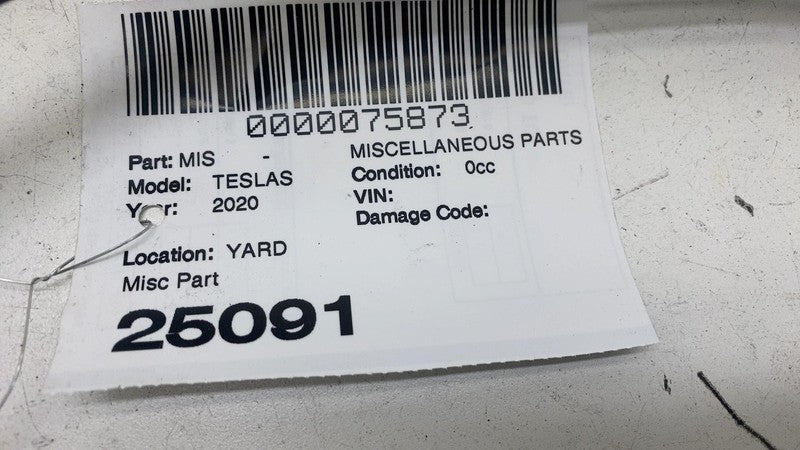 0000075873
Part: MIS - MISCELLANEOUS PARTS
Model: TESLAS Condition: 0cc
Year: 2020 VIN:
Damage Code:
Location: YARD
Misc Part
25091